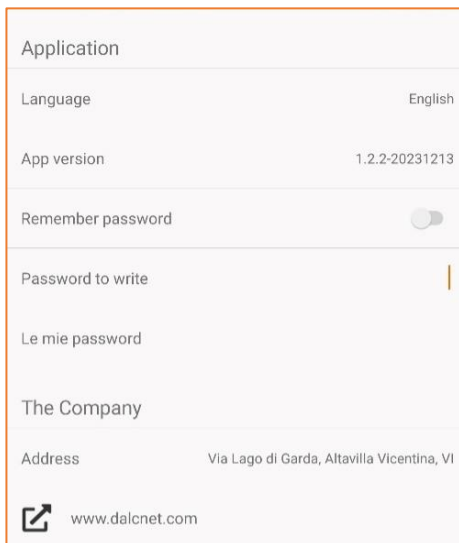 Application
Language English
App version 1.2.2-20231213
Remember password
Password to write
Le mie password
The Company
Address Via Lago di Garda, Altavilla Vicentina, VI
www.dalcnet.com